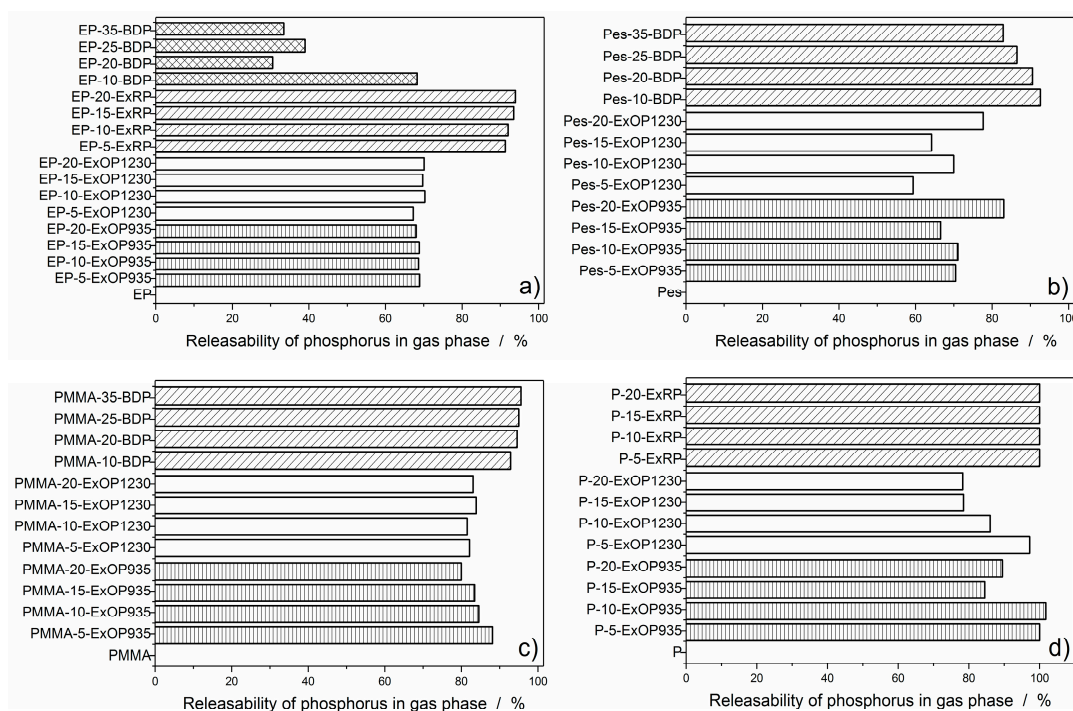 EP-35-BDP
EP-25-BDP
EP-20-BDP
EP-10-BDP
EP-20-ExRP
EP-15-ExRP
EP-10-ExRP
EP-5-ExRP
EP-20-ExOP1230
EP-15-ExOP1230
EP-10-ExOP1230
EP-5-ExOP1230
EP-20-ExOP935
EP-15-ExOP935
EP-10-ExOP935
EP-5-ExOP935
EP
a)
0 20 40 60 80 100
Releasability of phosphorus in gas phase / %
Pes-35-BDP
Pes-25-BDP
Pes-20-BDP
Pes-10-BDP
Pes-20-ExOP1230
Pes-15-ExOP1230
Pes-10-ExOP1230
Pes-5-ExOP1230
Pes-20-ExOP935
Pes-15-ExOP935
Pes-10-ExOP935
Pes-5-ExOP935
Pes
b)
0 20 40 60 80 100
Releasability of phosphorus in gas phase / %
PMMA-35-BDP
PMMA-25-BDP
PMMA-20-BDP
PMMA-10-BDP
PMMA-20-ExOP1230
PMMA-15-ExOP1230
PMMA-10-ExOP1230
PMMA-5-ExOP1230
PMMA-20-ExOP935
PMMA-15-ExOP935
PMMA-10-ExOP935
PMMA-5-ExOP935
PMMA
c)
0 20 40 60 80 100
Releasability of phosphorus in gas phase / %
P-20-ExRP
P-15-ExRP
P-10-ExRP
P-5-ExRP
P-20-ExOP1230
P-15-ExOP1230
P-10-ExOP1230
P-5-ExOP1230
P-20-ExOP935
P-15-ExOP935
P-10-ExOP935
P-5-ExOP935
P
d)
0 20 40 60 80 100
Releasability of phosphorus in gas phase / %